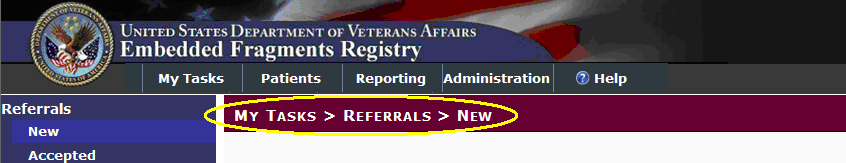 UNITED STATES DEPARTMENT OF VETERANS AFFAIRS
Embedded Fragments Registry
My Tasks Patients Reporting Administration Help
Referrals
New
Accepted
MY TASKS > REFERRALS > NEW